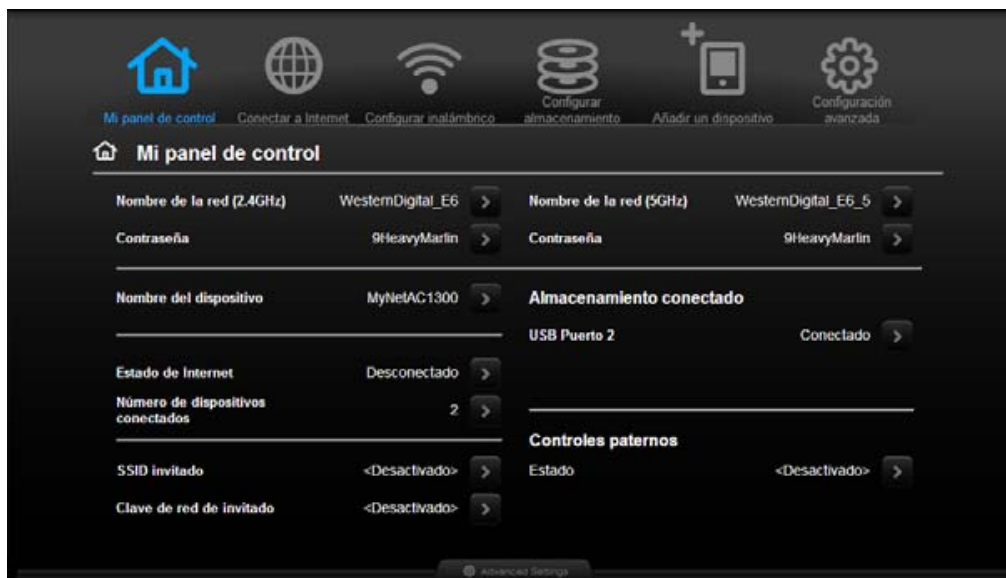 Mi panel de control
Conectar a Internet
Configurar inalámbrico
Configurar
almacenamiento
Añadir un dispositivo
Configuración
avanzada
Mi panel de control
Nombre de la red (2.4GHz) WesternDigital_E6
Nombre de la red (5GHz) WesternDigital_E6_5
Contraseña 9HeavyMarlin
Contraseña 9HeavyMarlin
Nombre del dispositivo MyNetAC1300
Almacenamiento conectado
USB Puerto 2 Conectado
Estado de Internet Desconectado
Número de dispositivos
conectados 2
Controles paternos
SSID invitado <Desactivado>
Estado <Desactivado>
Clave de red de invitado <Desactivado>
Advanced Settings